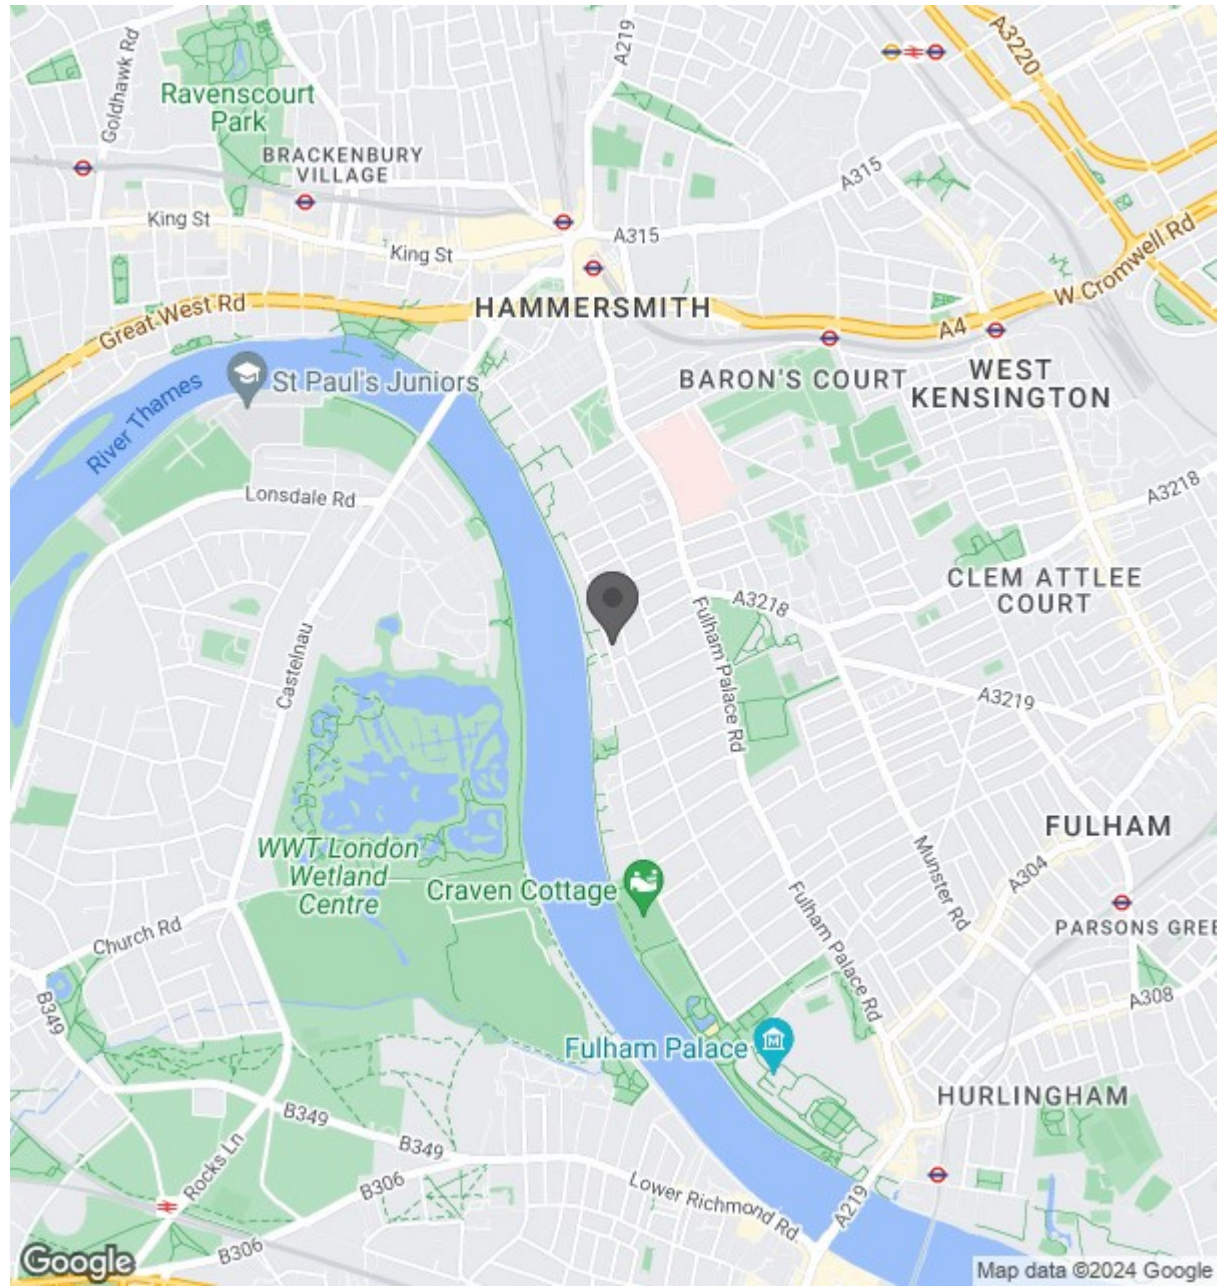 A219
A3220
Goldhawk Rd
Ravenscourt
Park
BRACKENBURY
VILLAGE
A315
King St
King St
A315
W Cromwell Rd
Great West Rd
HAMMERSMITH
A4
St Paul's Juniors
BARON'S COURT
WEST
KENSINGTON
River Thames
Lonsdale Rd
A3218
CLEM ATTLEE
COURT
A3218
Fulham Palace Rd
Castelnau
A3219
FULHAM
WWT London
Wetland
Centre
Munster Rd
A304
Craven Cottage
Fulham Palace Rd
Church Rd
PARSONS GREE
A308
B349
Fulham Palace
M
HURLINGHAM
B349
B349
Rocks Ln
B306
Lower Richmond Rd
A219
B306
Google
Map data ©2024 Google